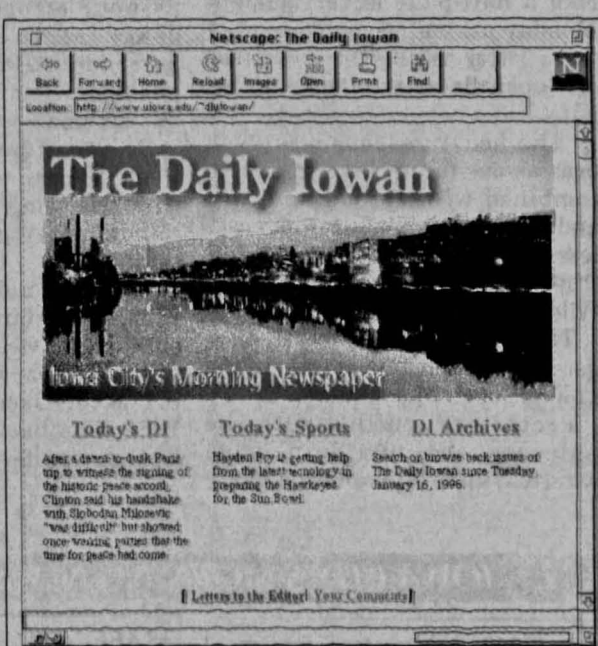 Netscape: The Daily Iowan
Back Forward Home Reload Images Open Print Find
N
Location: http://www.uiowa.edu/~dlyiowan/
The Daily Iowan
Iowa City's Morning Newspaper
Today's DI
After a dawn-to-dusk Paris
trip to witness the signing of
the historic peace accord,
Clinton said his handshake
with Slobodan Milosevic
"was difficult" but showed
once-warring parties that the
time for peace had come.
Today's Sports
Hayden Fry is getting help
from the latest tecnology in
preparing the Hawkeyes
for the Sun Bowl.
DI Archives
Search or browse back issues of
The Daily Iowan since Tuesday,
January 16, 1996.
[ Letters to the Editor | Your Comments ]